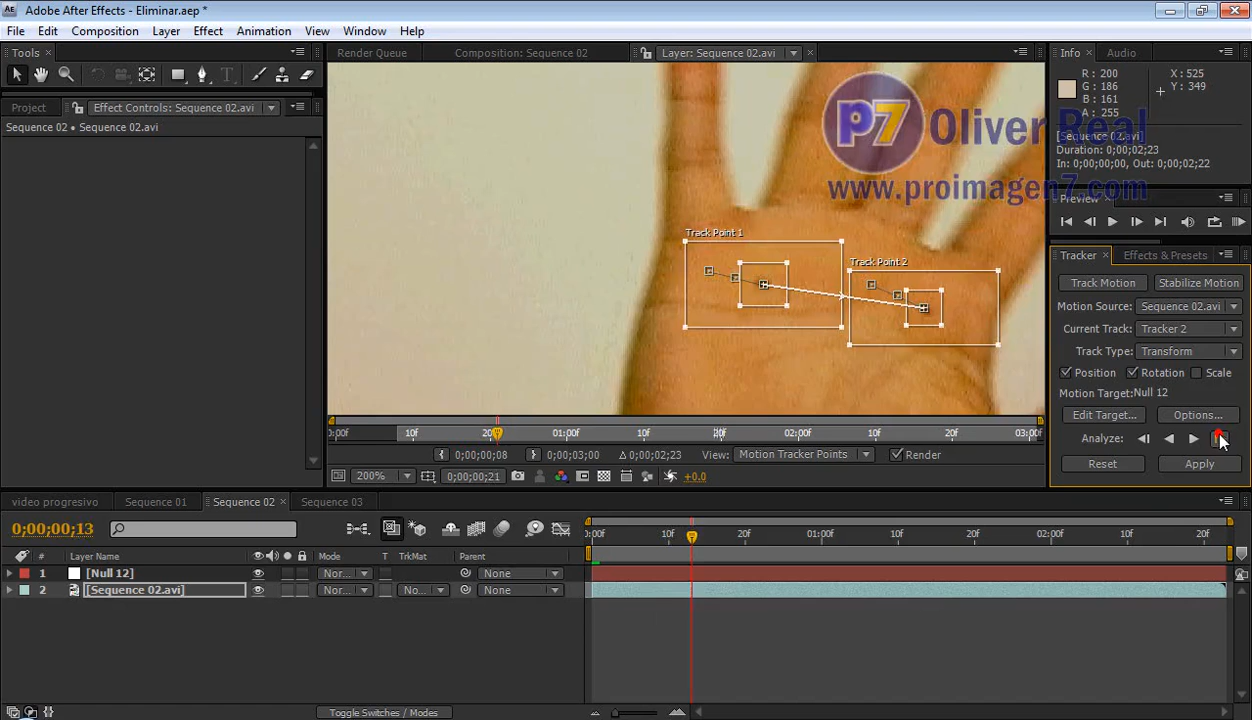 Adobe After Effects - Eliminar.aep *
File Edit Composition Layer Effect Animation View Window Help
Tools
Render Queue
Composition: Sequence 02
Layer: Sequence 02.avi
Info
Audio
Project
Effect Controls: Sequence 02.avi
Sequence 02 • Sequence 02.avi
R : 200
G : 186
B : 161
A : 255
X : 525
Y : 349
[Sequence 02.avi]
Duration: 0;00;02;23
In: 0;00;00;00, Out: 0;00;02;22
P7 Oliver Real
www.proimagen7.com
Preview
Track Point 1
Track Point 2
Tracker
Effects & Presets
Track Motion
Stabilize Motion
Motion Source: Sequence 02.avi
Current Track: Tracker 2
Track Type: Transform
Position
Rotation
Scale
Motion Target:Null 12
Edit Target...
Options...
Analyze:
Reset
Apply
0:00f 10f 20f 01:00f 10f 20f 02:00f 10f 20f 03:00f
0;00;00;08
0;00;03;00
Δ 0;00;02;23
View: Motion Tracker Points
Render
200%
0;00;00;21
+0.0
video progresivo
Sequence 01
Sequence 02
Sequence 03
0;00;00;13
0:00f 10f 20f 01:00f 10f 20f 02:00f 10f 20f
# Layer Name Mode T TrkMat Parent
1 [Null 12] Nor... None
2 [Sequence 02.avi] Nor... No... None
Toggle Switches / Modes